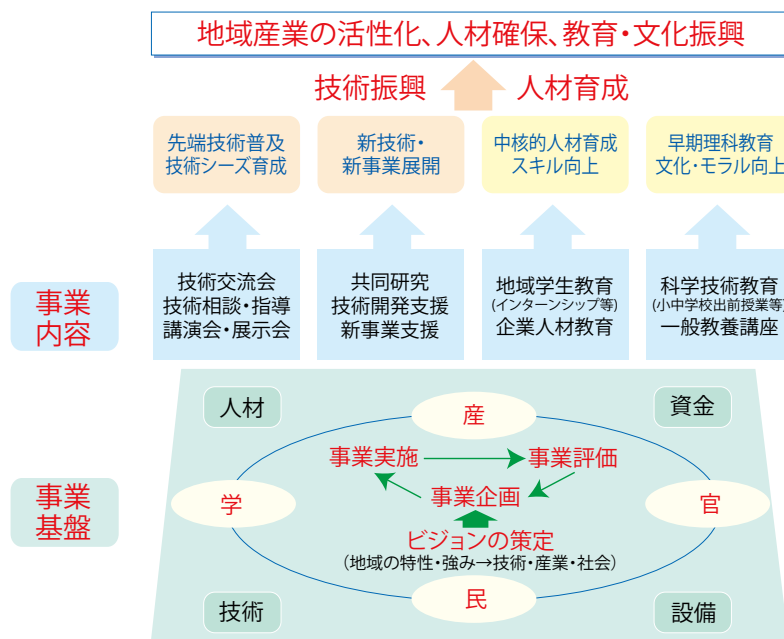 地域産業の活性化、人材確保、教育・文化振興
技術振興
人材育成
先端技術普及
技術シーズ育成
新技術・
新事業展開
中核的人材育成
スキル向上
早期理科教育
文化・モラル向上
事業
内容
技術交流会
技術相談・指導
講演会・展示会
共同研究
技術開発支援
新事業支援
地域学生教育
(インターンシップ等)
企業人材教育
科学技術教育
(小中学校出前授業等)
一般教養講座
事業
基盤
人材
資金
産
事業実施
事業評価
学
事業企画
官
ビジョンの策定
(地域の特性・強み→技術・産業・社会)
民
技術
設備